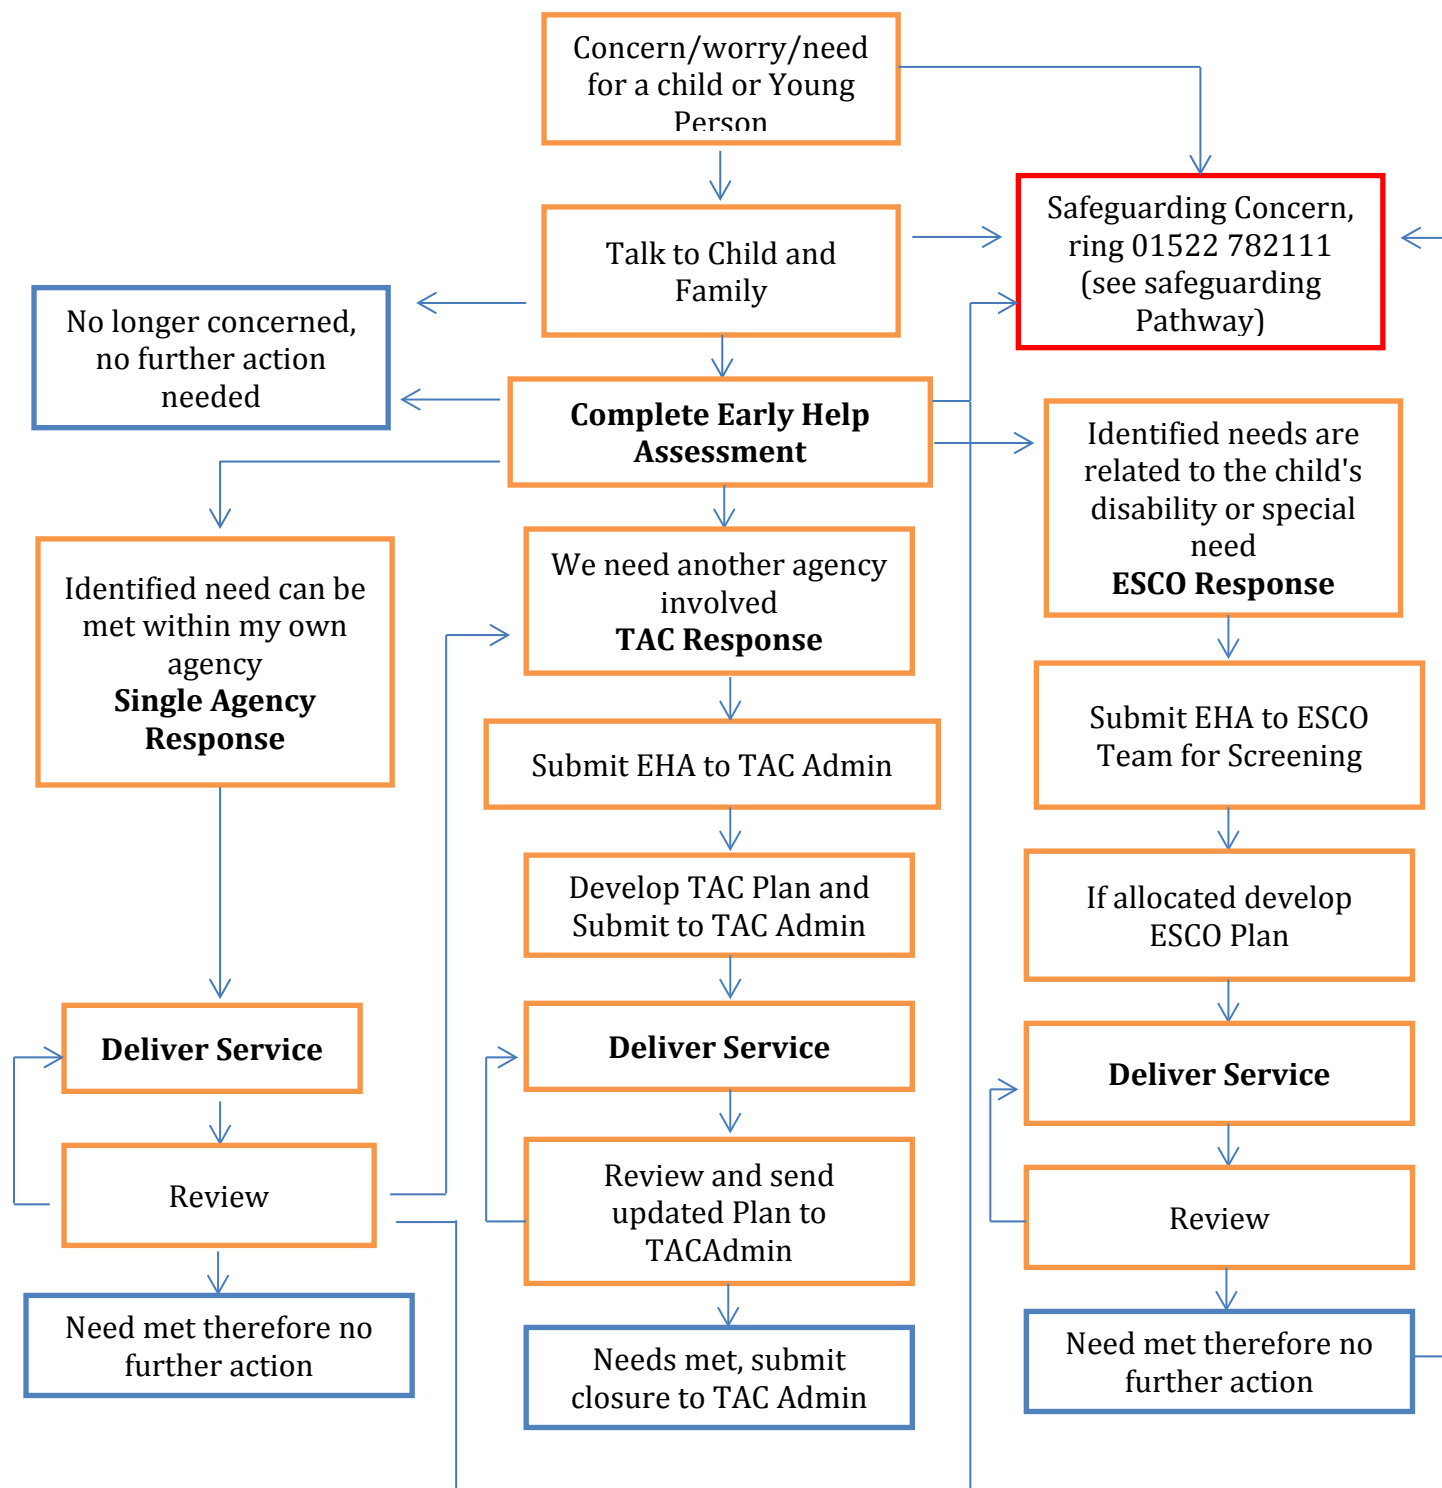 Concern/worry/need
for a child or Young
Person
Safeguarding Concern,
ring 01522 782111
(see safeguarding
Pathway)
Talk to Child and
Family
No longer concerned,
no further action
needed
Complete Early Help
Assessment
Identified needs are
related to the child's
disability or special
need
ESCO Response
Identified need can be
met within my own
agency
Single Agency
Response
We need another agency
involved
TAC Response
Submit EHA to TAC Admin
Submit EHA to ESCO
Team for Screening
Develop TAC Plan and
Submit to TAC Admin
If allocated develop
ESCO Plan
Deliver Service
Deliver Service
Deliver Service
Review
Review and send
updated Plan to
TACAdmin
Review
Need met therefore no
further action
Needs met, submit
closure to TAC Admin
Need met therefore no
further action